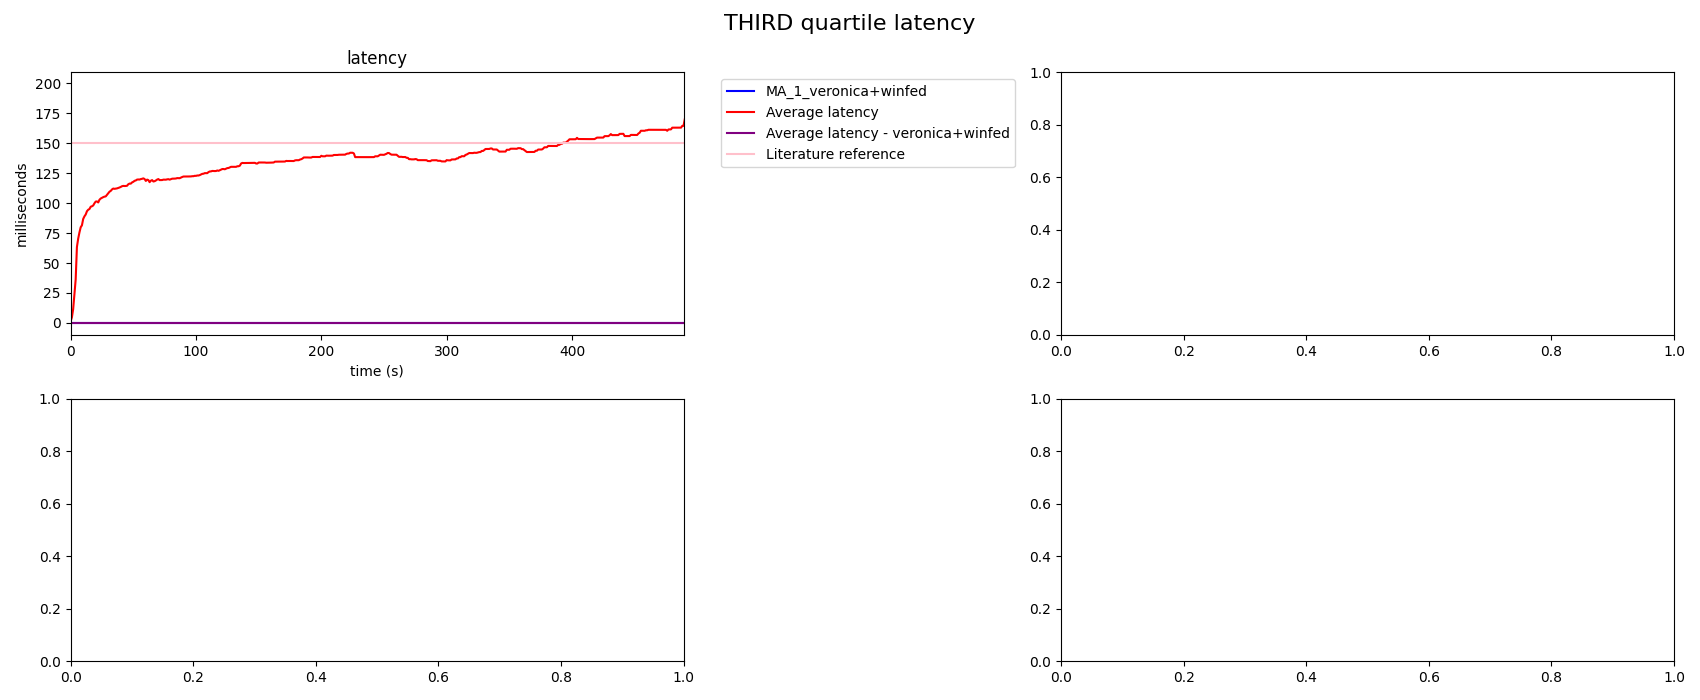 THIRD quartile latency
latency
200
175
150
125
100
75
50
25
0
milliseconds
0 100 200 300 400
time (s)
MA_1_veronica+winfed
Average latency
Average latency - veronica+winfed
Literature reference
1.0
0.8
0.6
0.4
0.2
0.0
0.0 0.2 0.4 0.6 0.8 1.0
1.0
0.8
0.6
0.4
0.2
0.0
0.0 0.2 0.4 0.6 0.8 1.0
1.0
0.8
0.6
0.4
0.2
0.0
0.0 0.2 0.4 0.6 0.8 1.0